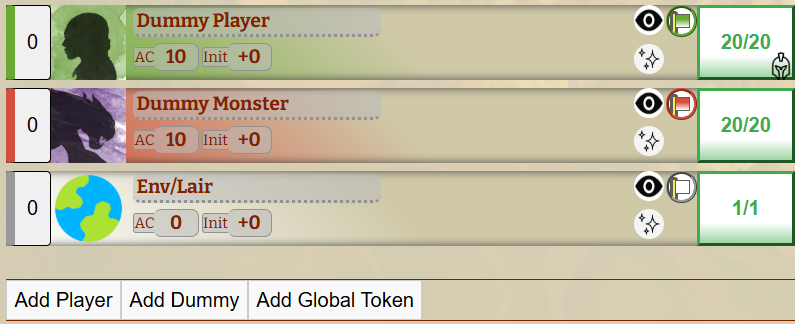 0 Dummy Player 20/20
AC 10 Init +0
0 Dummy Monster 20/20
AC 10 Init +0
0 Env/Lair 1/1
AC 0 Init +0
Add Player Add Dummy Add Global Token